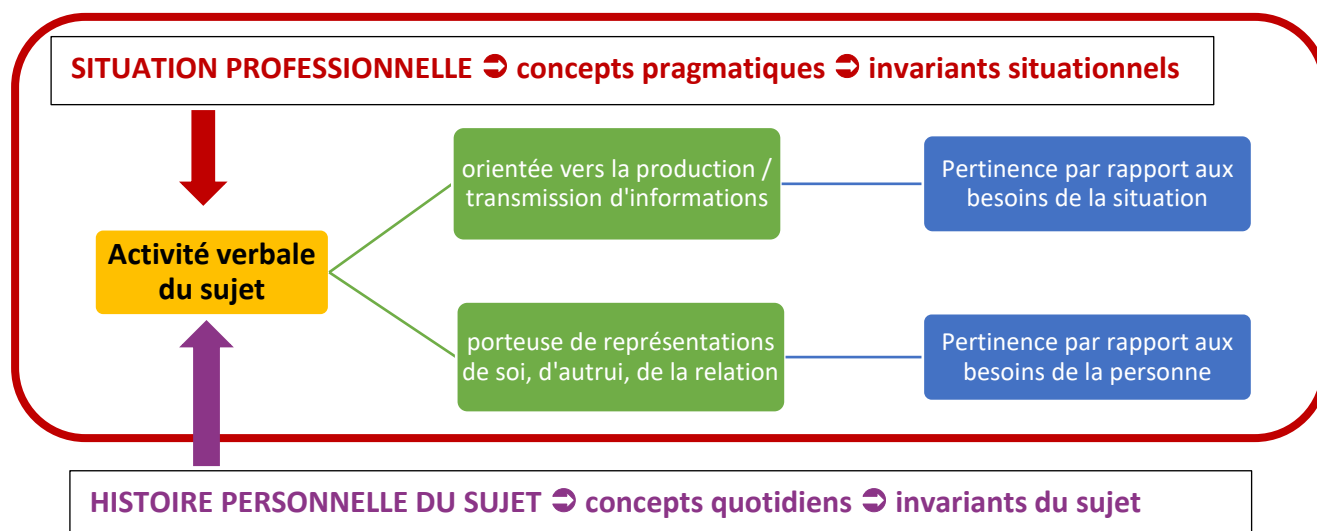 SITUATION PROFESSIONNELLE ➲ concepts pragmatiques ➲ invariants situationnels
orientée vers la production /
transmission d'informations
Pertinence par rapport aux
besoins de la situation
Activité verbale
du sujet
porteuse de représentations
de soi, d'autrui, de la relation
Pertinence par rapport aux
besoins de la personne
HISTOIRE PERSONNELLE DU SUJET ➲ concepts quotidiens ➲ invariants du sujet